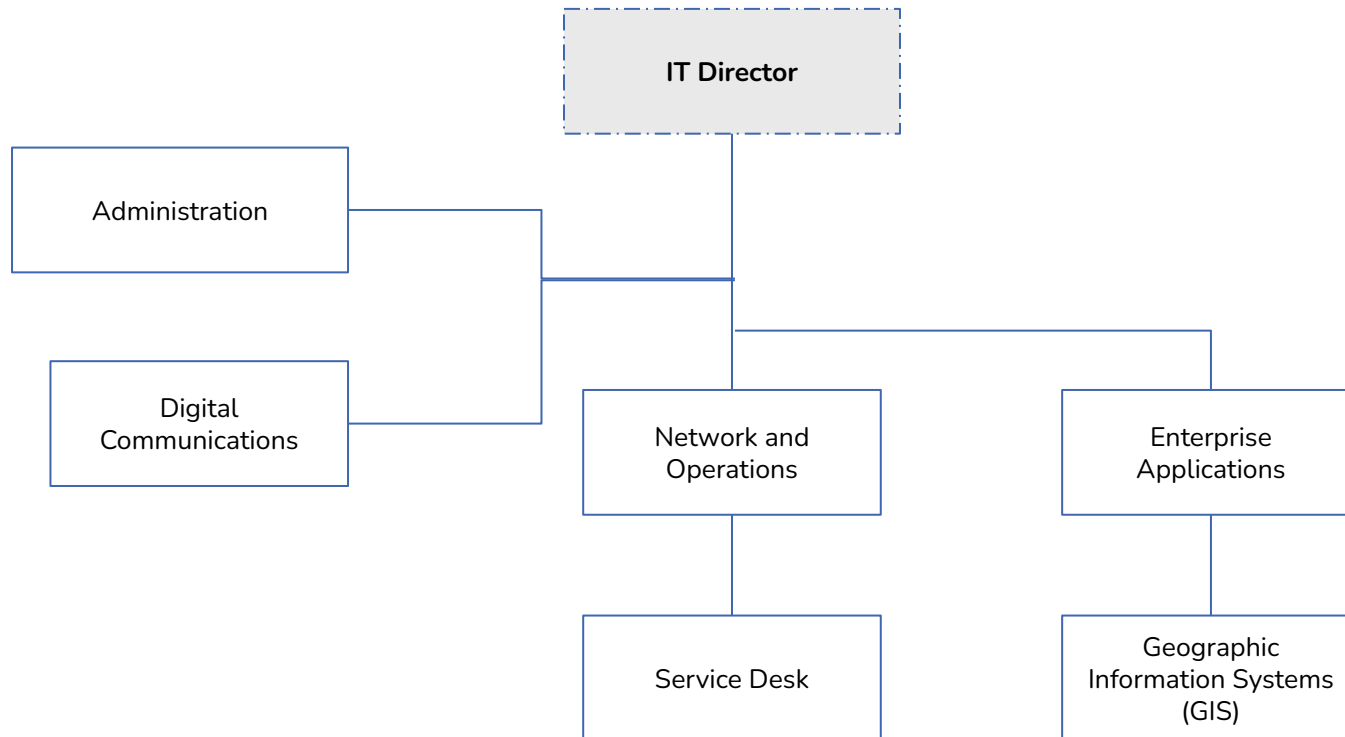 IT Director
Administration
Digital
Communications
Network and
Operations
Enterprise
Applications
Service Desk
Geographic
Information Systems
(GIS)